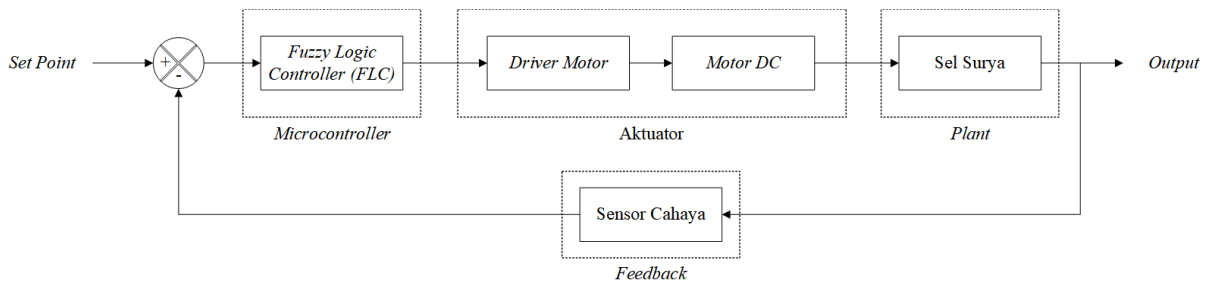 Set Point
+
-
Fuzzy Logic
Controller (FLC)
Microcontroller
Driver Motor
Motor DC
Aktuator
Sel Surya
Plant
Output
Sensor Cahaya
Feedback